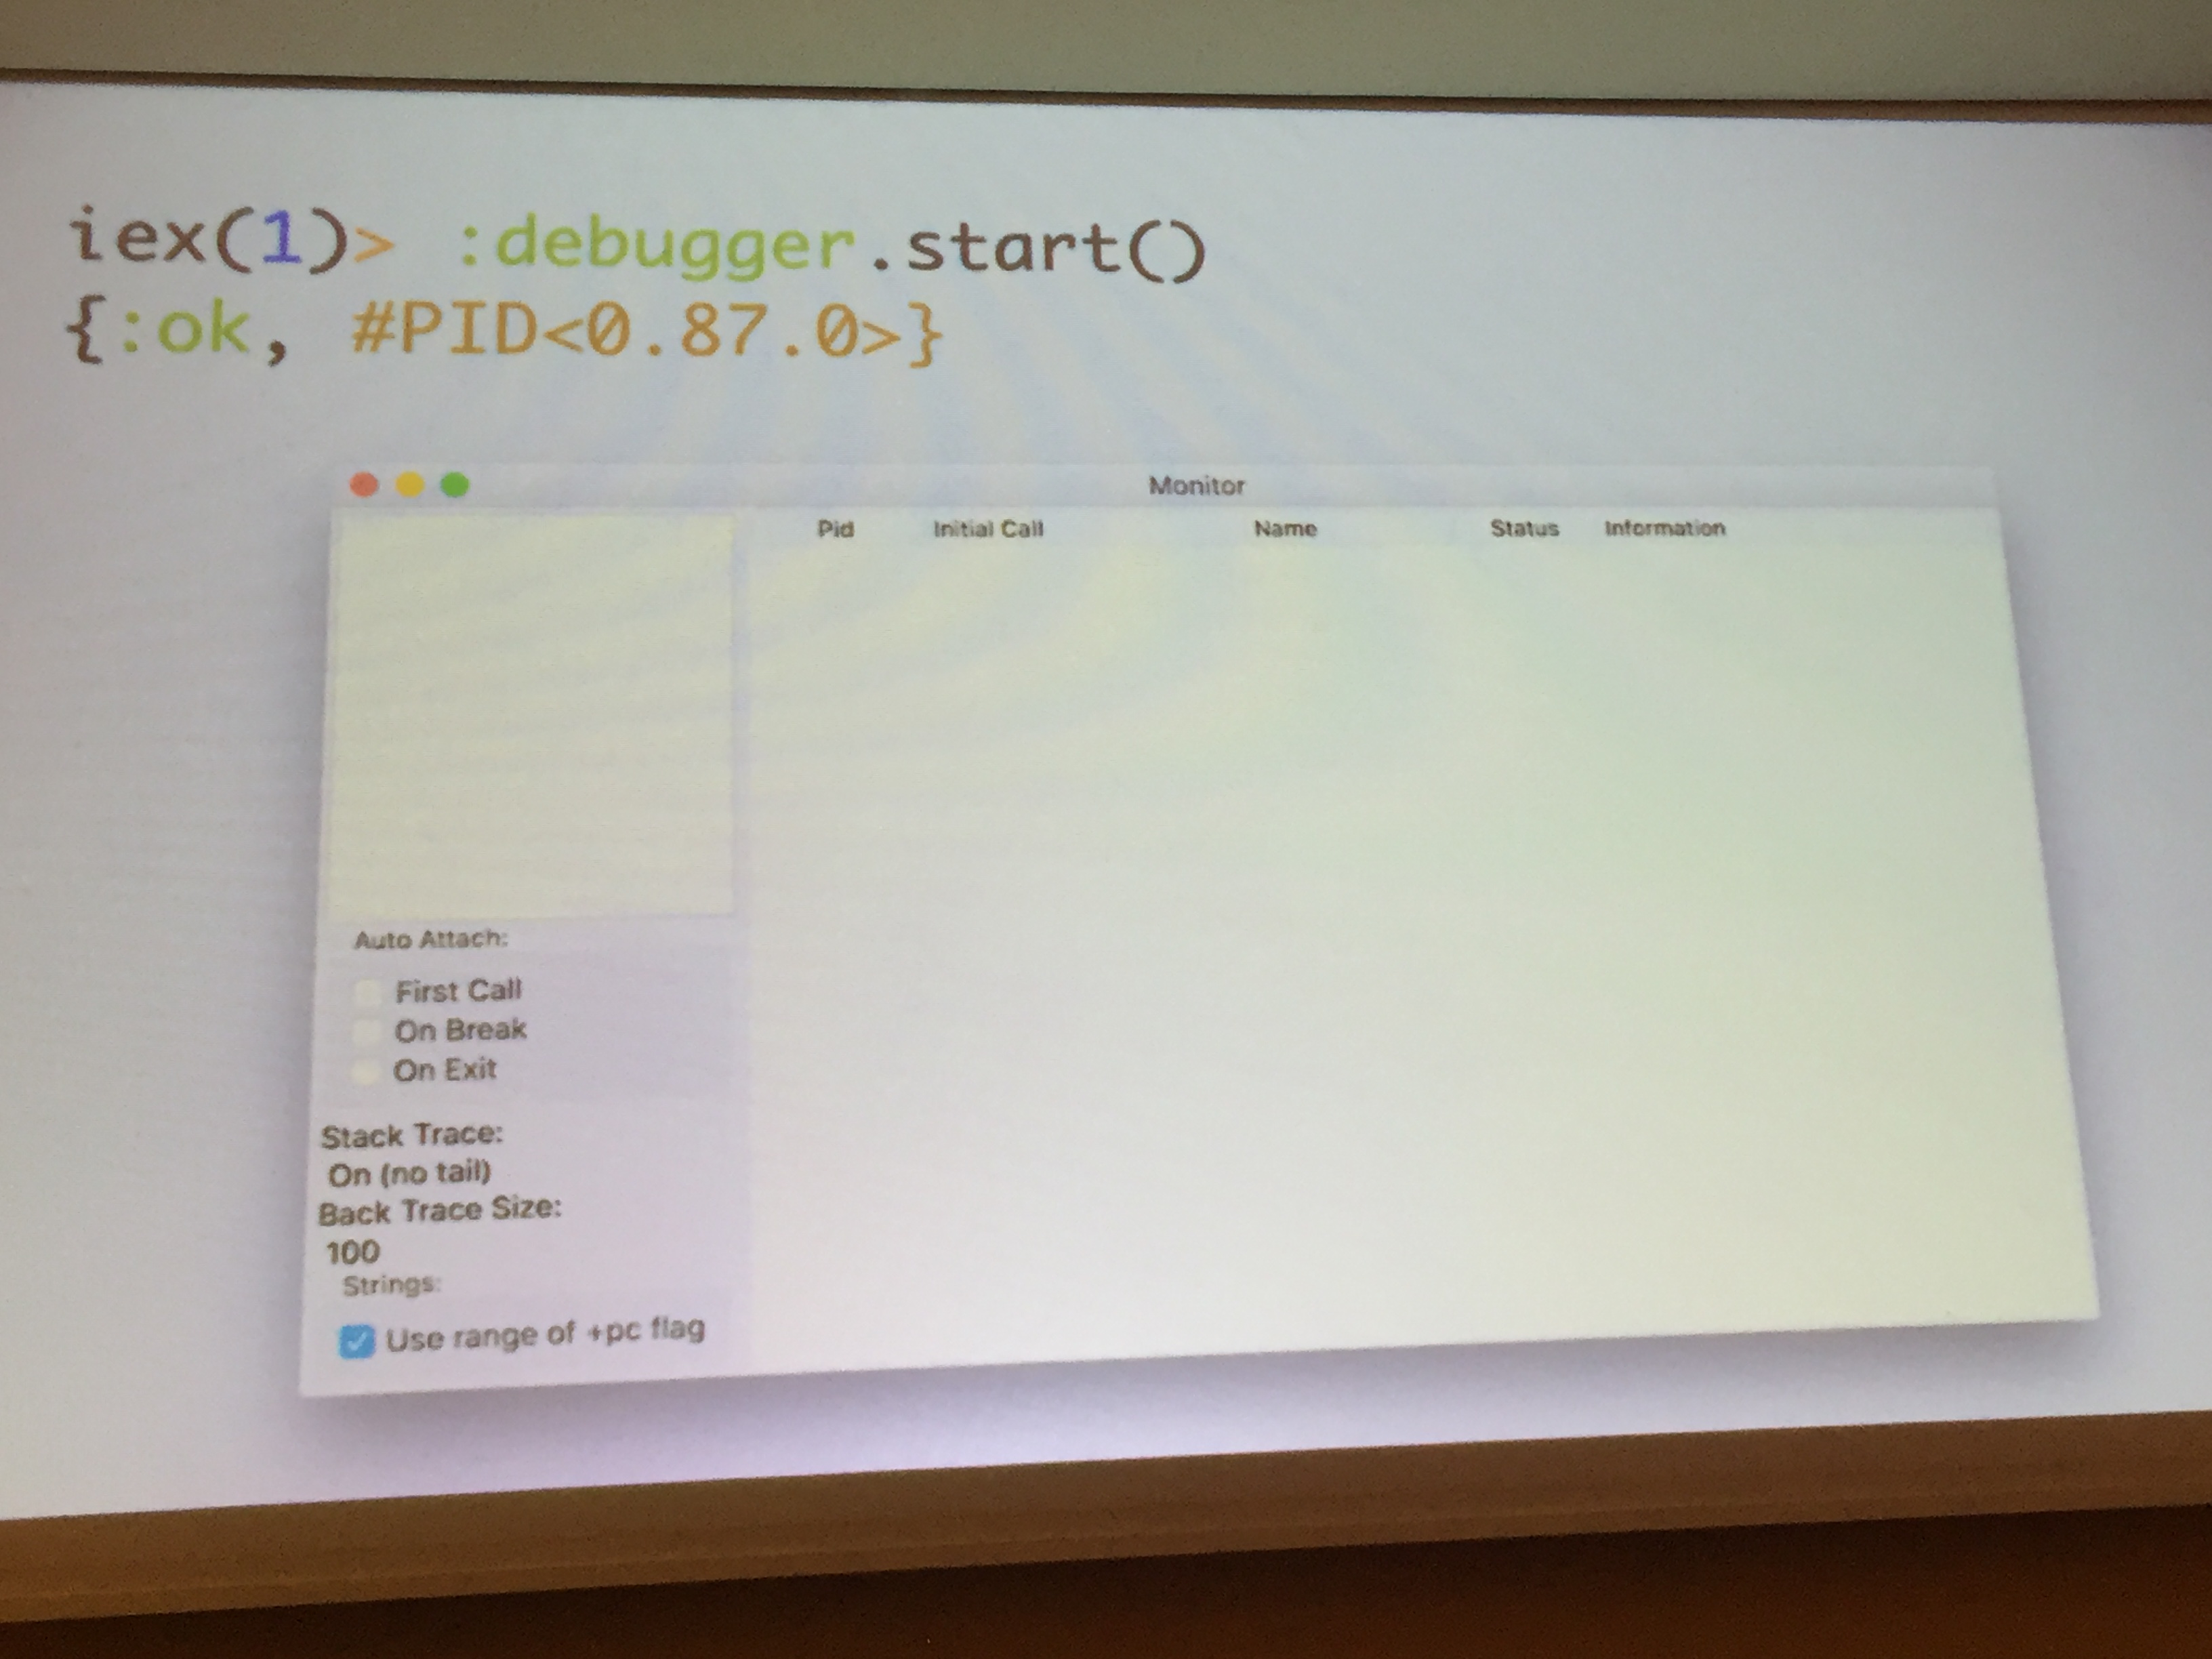 iex(1)> :debugger.start()
{:ok, #PID<0.87.0>}
Monitor
Pid Initial Call Name Status Information
Auto Attach:
First Call
On Break
On Exit
Stack Trace:
On (no tail)
Back Trace Size:
100
Strings:
Use range of +pc flag